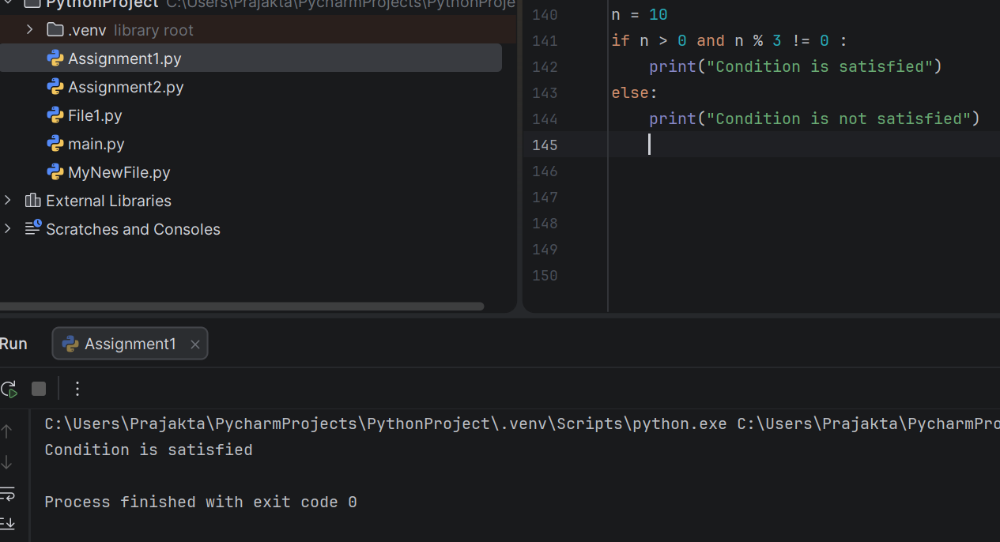 PythonProject C:\Users\Prajakta\PycharmProjects\PythonProje
.venv library root
Assignment1.py
Assignment2.py
File1.py
main.py
MyNewFile.py
External Libraries
Scratches and Consoles
140 n = 10
141 if n > 0 and n % 3 != 0 :
142     print("Condition is satisfied")
143 else:
144     print("Condition is not satisfied")
145
146
147
148
149
150
Run Assignment1
C:\Users\Prajakta\PycharmProjects\PythonProject\.venv\Scripts\python.exe C:\Users\Prajakta\PycharmPro
Condition is satisfied
Process finished with exit code 0